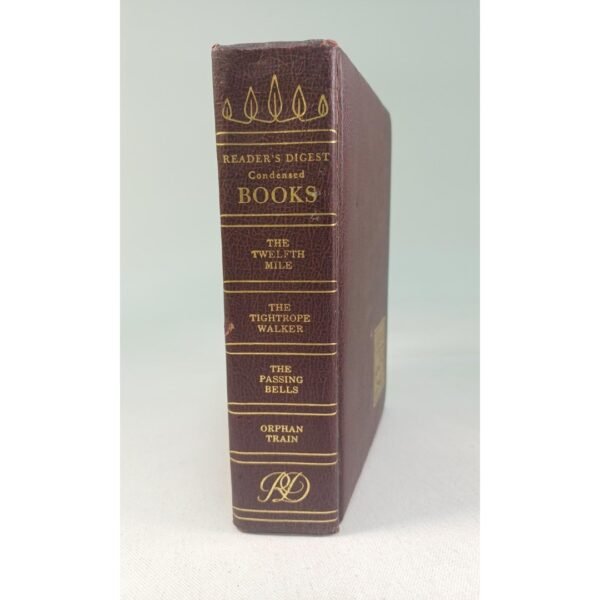 READER'S DIGEST
Condensed
BOOKS
THE
TWELFTH
MILE
THE
TIGHTROPE
WALKER
THE
PASSING
BELLS
ORPHAN
TRAIN
RD